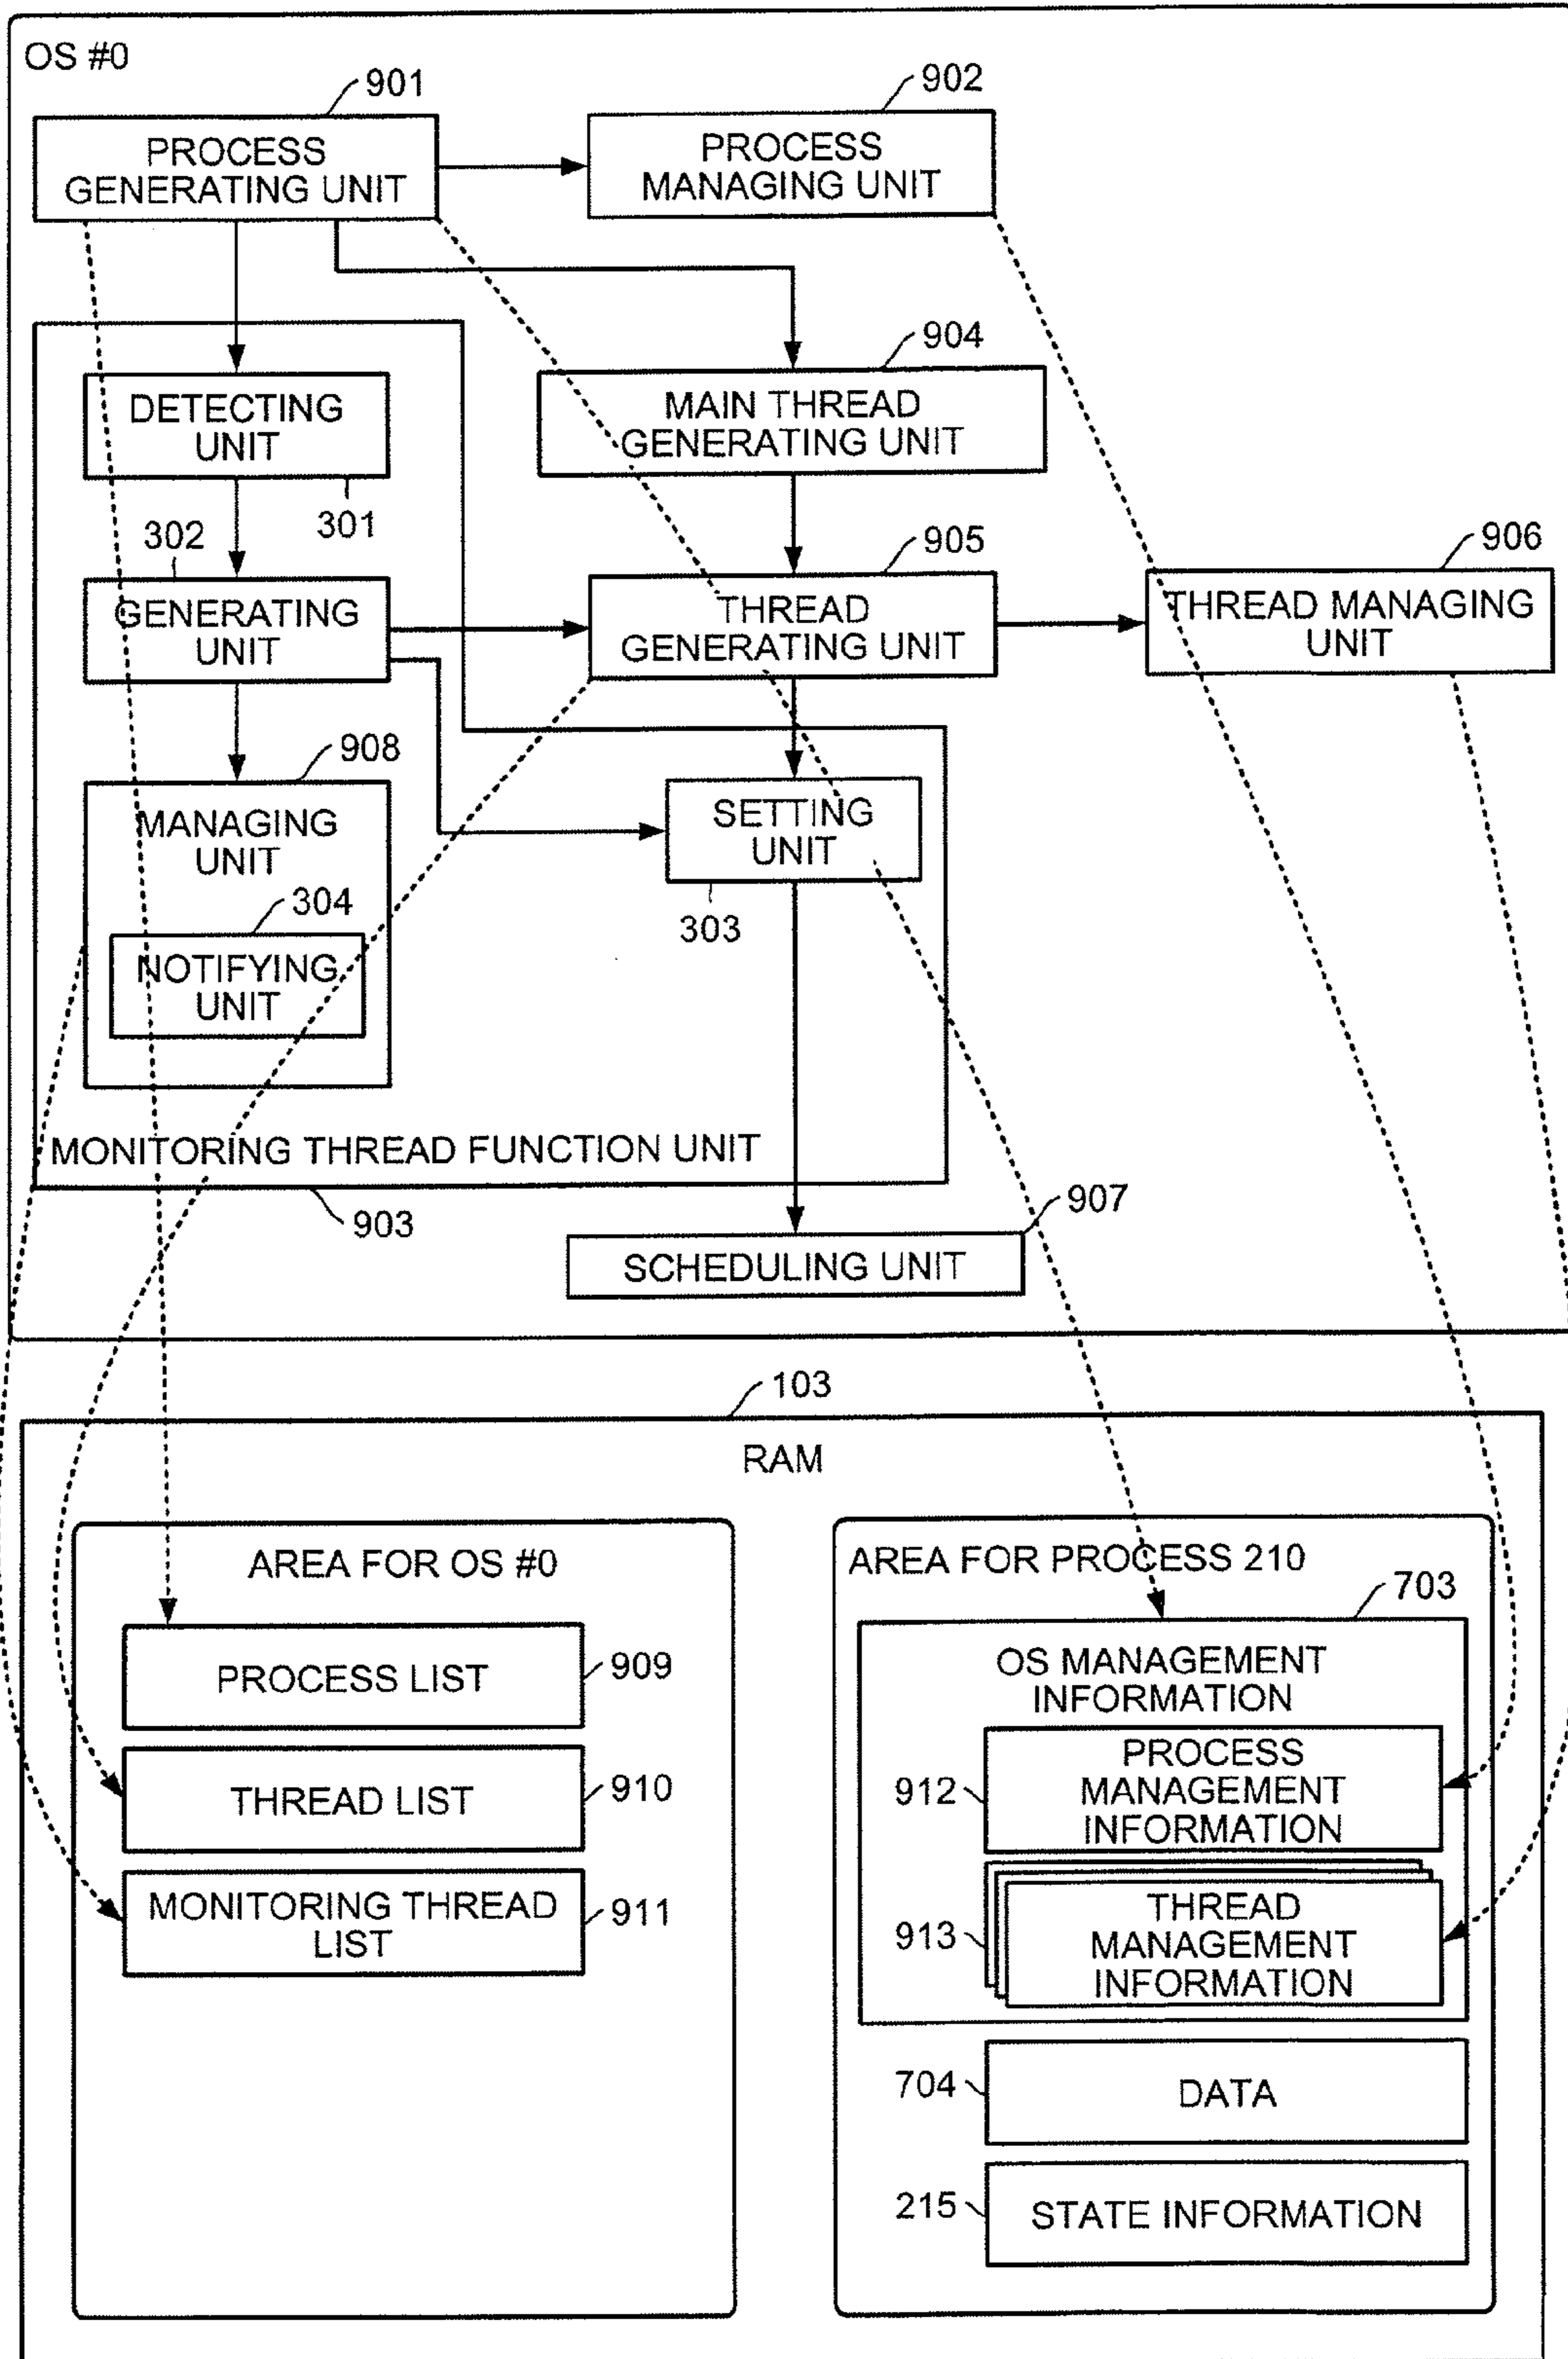 OS #0
901
PROCESS
GENERATING UNIT
902
PROCESS
MANAGING UNIT
DETECTING
UNIT
301
904
MAIN THREAD
GENERATING UNIT
302
GENERATING
UNIT
905
THREAD
GENERATING UNIT
906
THREAD MANAGING
UNIT
908
MANAGING
UNIT
304
NOTIFYING
UNIT
SETTING
UNIT
303
MONITORING THREAD FUNCTION UNIT
903
907
SCHEDULING UNIT
103
RAM
AREA FOR OS #0
PROCESS LIST
909
THREAD LIST
910
MONITORING THREAD
LIST
911
AREA FOR PROCESS 210
703
OS MANAGEMENT
INFORMATION
912
PROCESS
MANAGEMENT
INFORMATION
913
THREAD
MANAGEMENT
INFORMATION
704
DATA
215
STATE INFORMATION